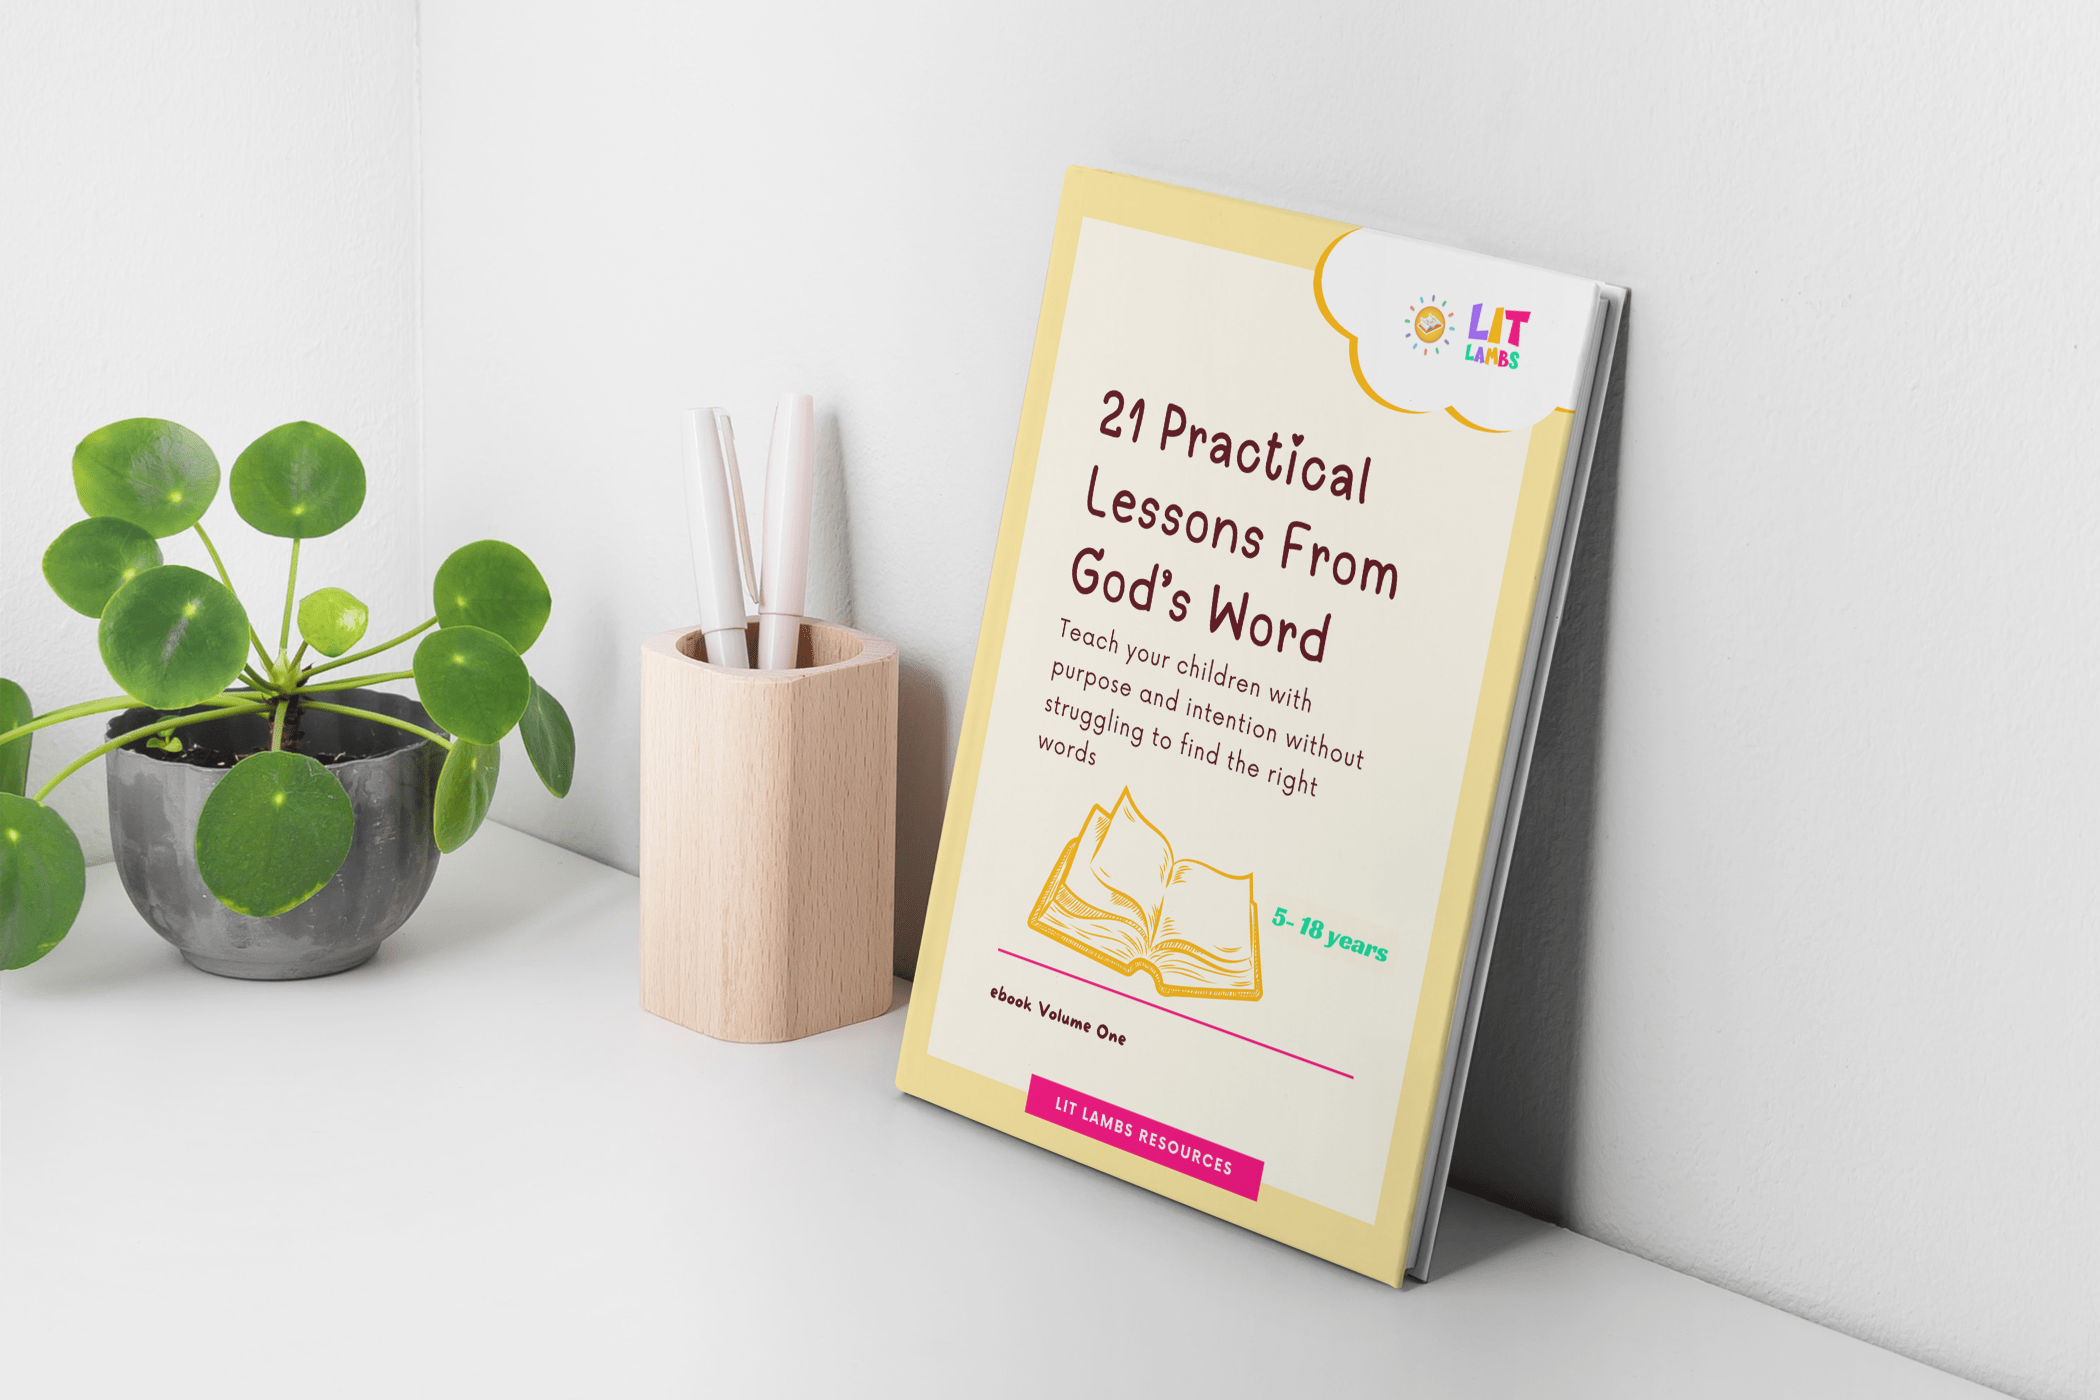 LIT
LAMBS
21 Practical
Lessons From
God's Word
Teach your children with
purpose and intention without
struggling to find the right
words
5- 18 years
ebook Volume One
LIT LAMBS RESOURCES